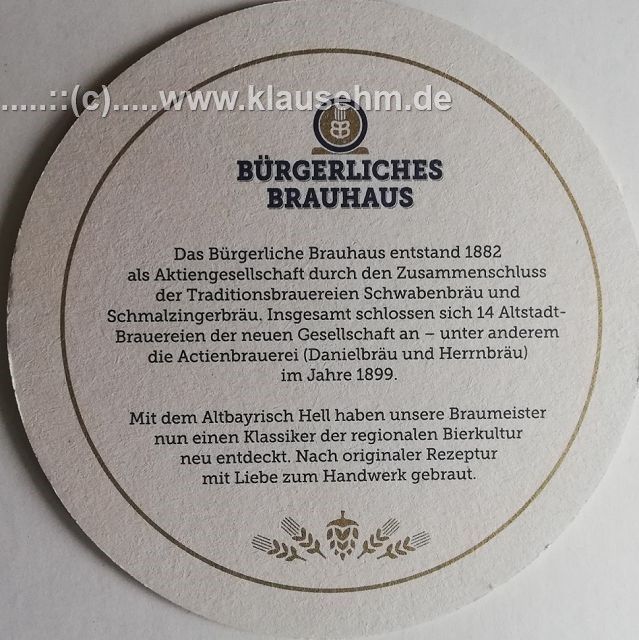 .....::(c).....www.klausehm.de
BB
BÜRGERLICHES
BRAUHAUS
Das Bürgerliche Brauhaus entstand 1882
als Aktiengesellschaft durch den Zusammenschluss
der Traditionsbrauereien Schwabenbräu und
Schmalzingerbräu. Insgesamt schlossen sich 14 Altstadt-
Brauereien der neuen Gesellschaft an – unter anderem
die Actienbrauerei (Danielbräu und Herrnbräu)
im Jahre 1899.
Mit dem Altbayrisch Hell haben unsere Braumeister
nun einen Klassiker der regionalen Bierkultur
neu entdeckt. Nach originaler Rezeptur
mit Liebe zum Handwerk gebraut.